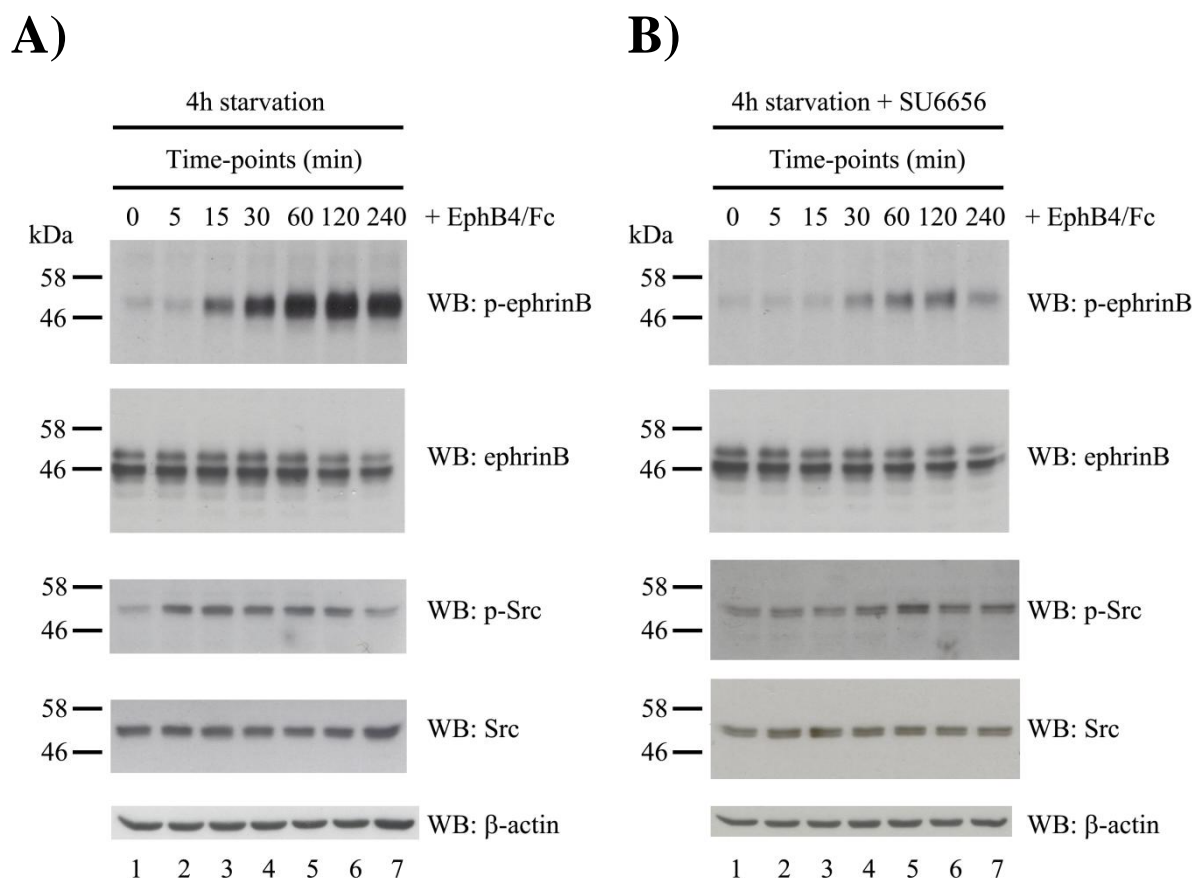 A)
4h starvation
Time-points (min)
0 5 15 30 60 120 240 + EphB4/Fc
kDa
58
46
WB: p-ephrinB
58
46
WB: ephrinB
58
46
WB: p-Src
58
46
WB: Src
WB: β-actin
1 2 3 4 5 6 7
B)
4h starvation + SU6656
Time-points (min)
0 5 15 30 60 120 240 + EphB4/Fc
kDa
58
46
WB: p-ephrinB
58
46
WB: ephrinB
58
46
WB: p-Src
58
46
WB: Src
WB: β-actin
1 2 3 4 5 6 7